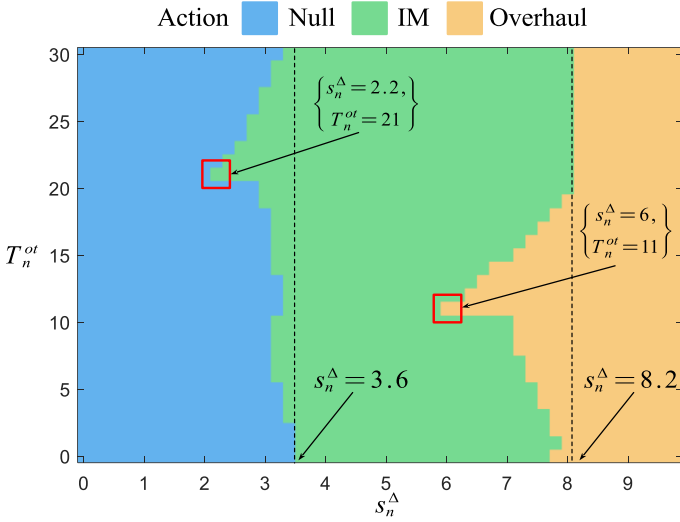 Action Null IM Overhaul
30
25
20
15
10
5
0
T_n^{ot}
{s_n^Δ=2.2,
T_n^{ot}=21}
{s_n^Δ=6,
T_n^{ot}=11}
s_n^Δ=3.6
s_n^Δ=8.2
0 1 2 3 4 5 6 7 8 9
s_n^Δ